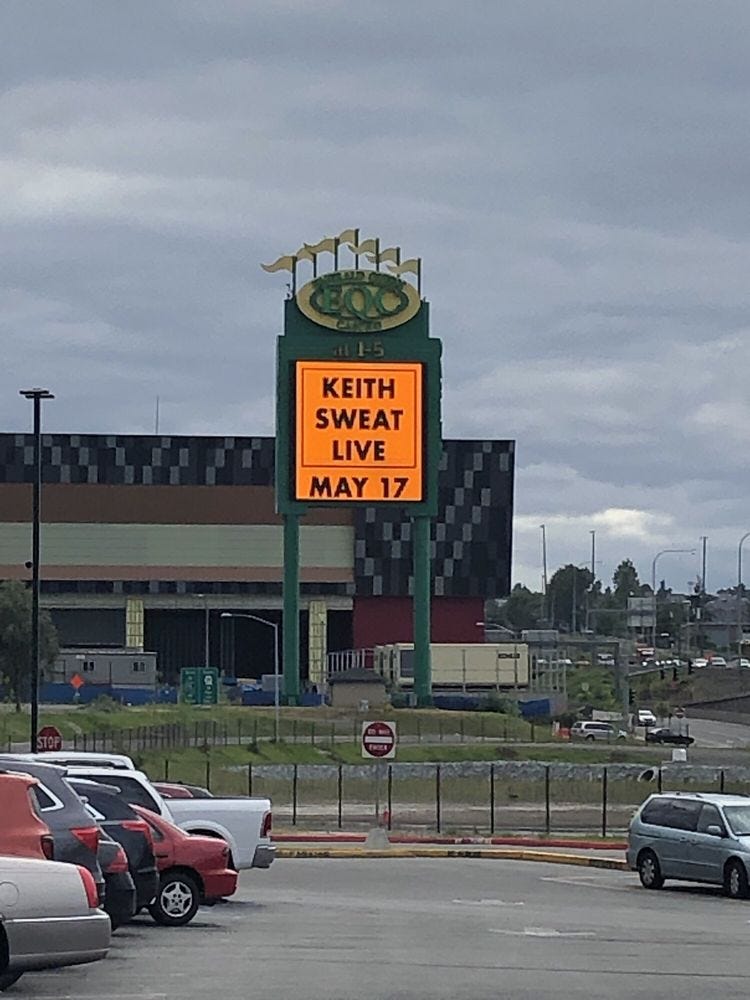 EQC
at I-5
KEITH
SWEAT
LIVE
MAY 17
STOP
DO NOT
ENTER